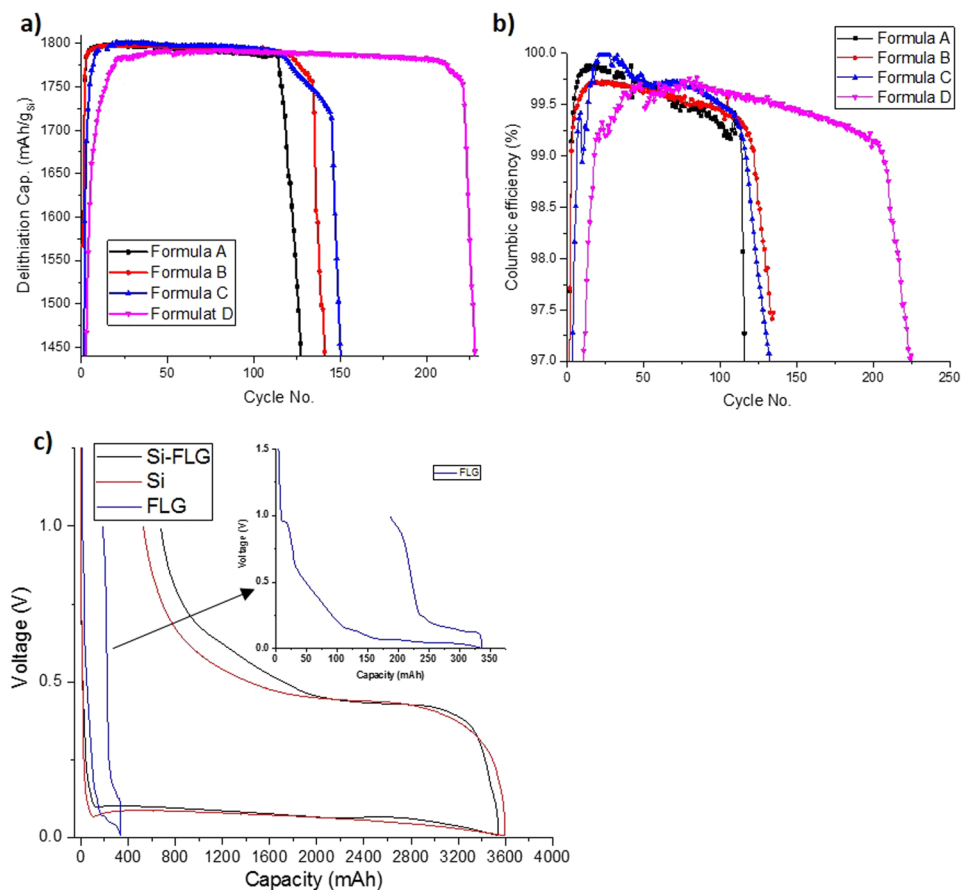 a)
Delithiation Cap. (mAh/gSi)
1800
1750
1700
1650
1600
1550
1500
1450
Formula A
Formula B
Formula C
Formulat D
0
50
100
150
200
Cycle No.
b)
Columbic efficiency (%)
100.0
99.5
99.0
98.5
98.0
97.5
97.0
Formula A
Formula B
Formula C
Formula D
0
50
100
150
200
250
Cycle No.
c)
Voltage (V)
1.0
0.5
0.0
Si-FLG
Si
FLG
0
400
800
1200
1600
2000
2400
2800
3200
3600
4000
Capacity (mAh)
Voltage (V)
1.5
1.0
0.5
0.0
FLG
0
50
100
150
200
250
300
350
Capacity (mAh)